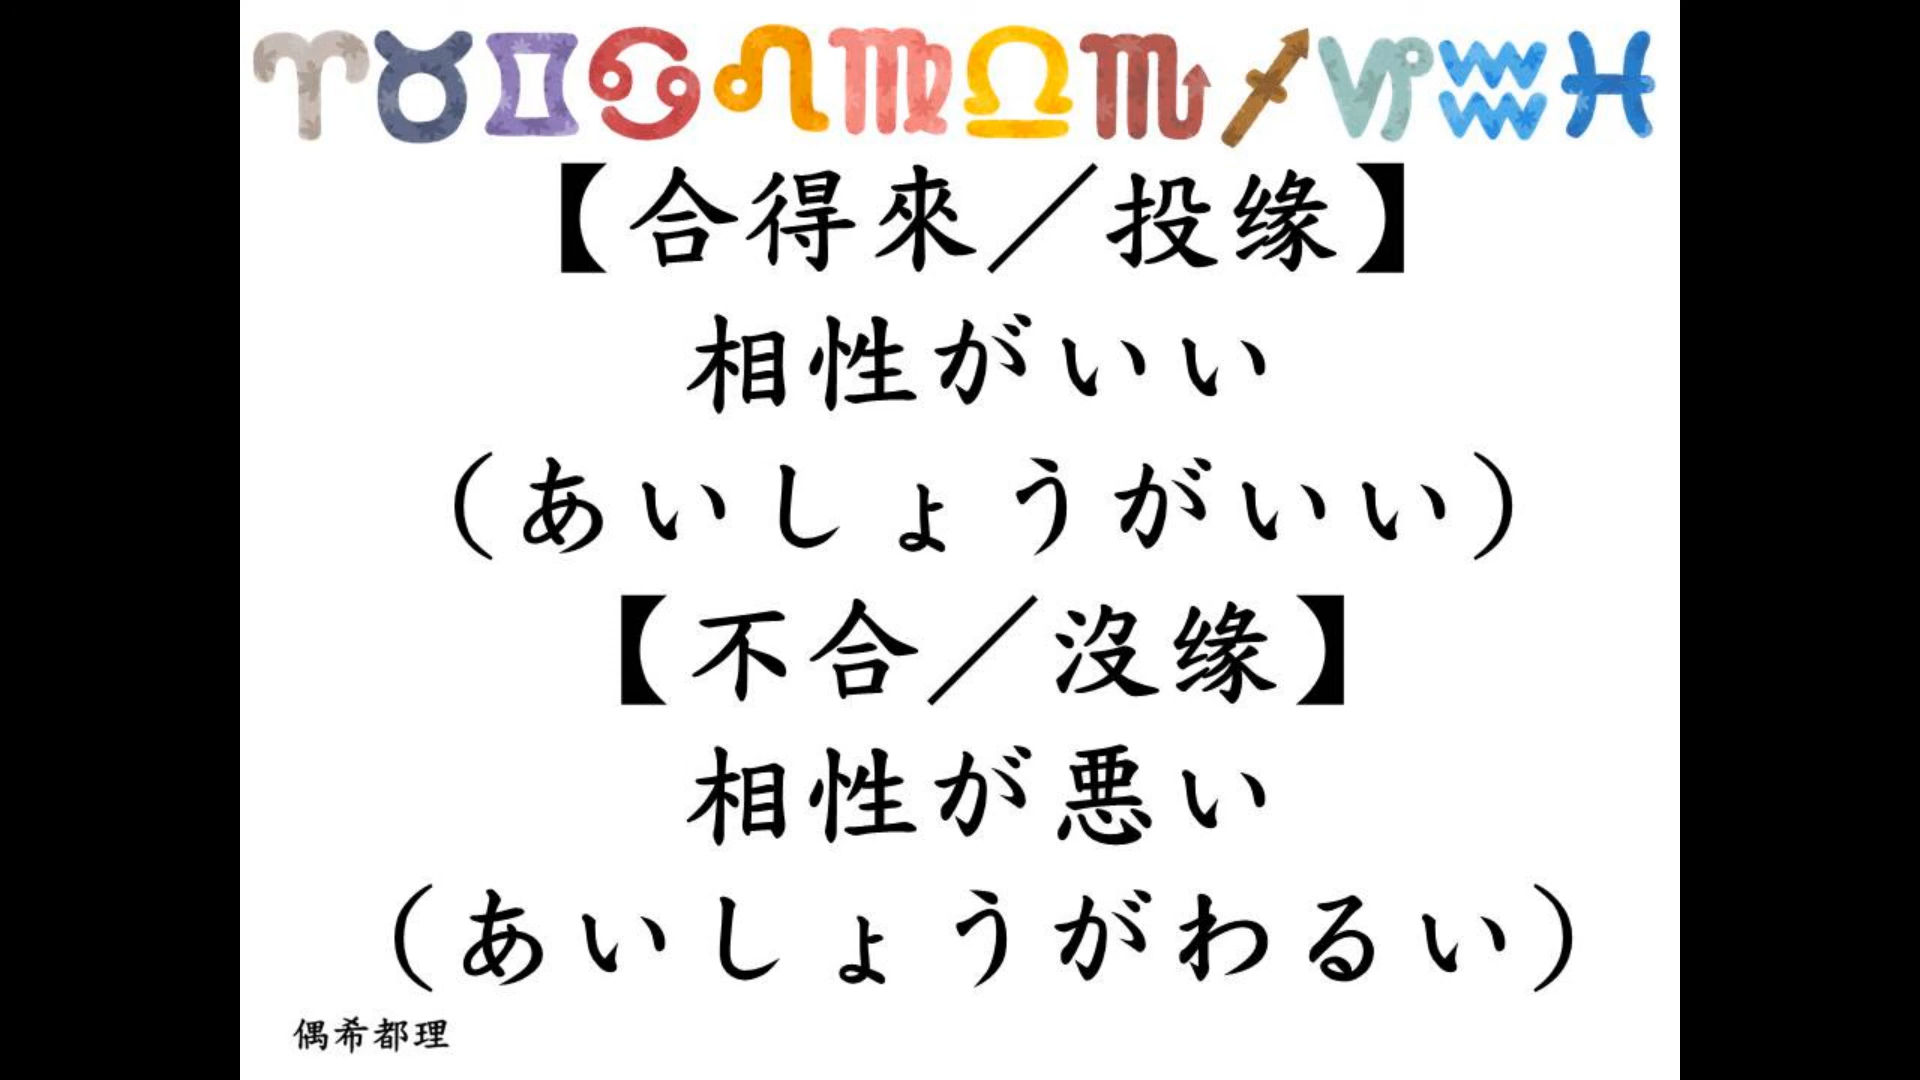 【合得來／投缘】
相性がいい
（あいしょうがいい）
【不合／沒缘】
相性が悪い
（あいしょうがわるい）
偶希都理